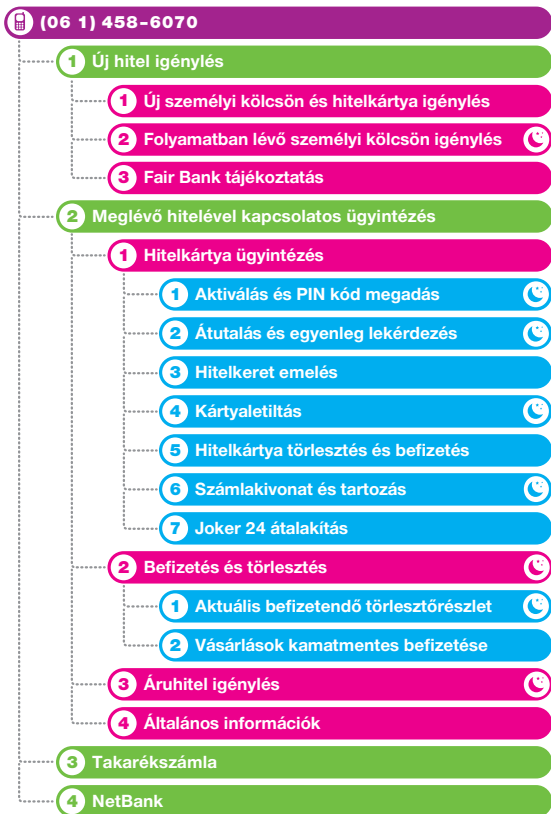 (06 1) 458-6070
1 Új hitel igénylés
1 Új személyi kölcsön és hitelkártya igénylés
2 Folyamatban lévő személyi kölcsön igénylés
3 Fair Bank tájékoztatás
2 Meglévő hitelével kapcsolatos ügyintézés
1 Hitelkártya ügyintézés
1 Aktiválás és PIN kód megadás
2 Átutalás és egyenleg lekérdezés
3 Hitelkeret emelés
4 Kártyaletiltás
5 Hitelkártya törlesztés és befizetés
6 Számlakivonat és tartozás
7 Joker 24 átalakítás
2 Befizetés és törlesztés
1 Aktuális befizetendő törlesztőrészlet
2 Vásárlások kamatmentes befizetése
3 Áruhitel igénylés
4 Általános információk
3 Takarékszámla
4 NetBank